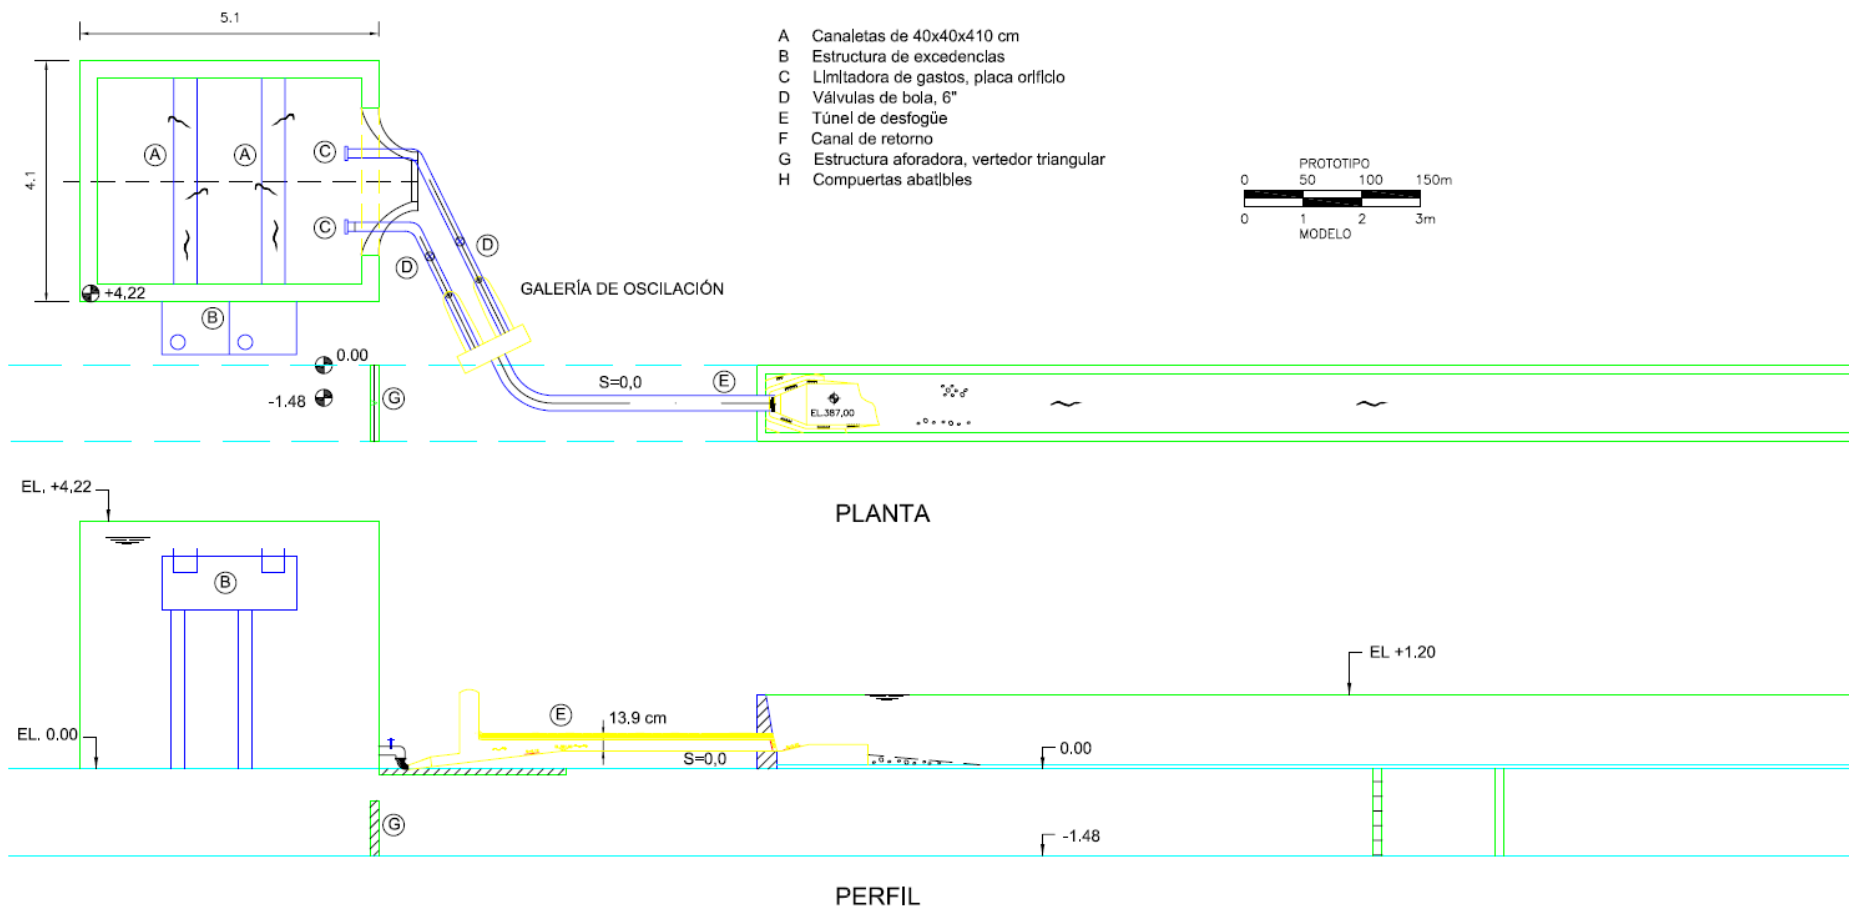 5.1
A Canaletas de 40x40x410 cm
B Estructura de excedencias
C Limitadora de gastos, placa orificio
D Válvulas de bola, 6"
E Túnel de desfogüe
F Canal de retorno
G Estructura aforadora, vertedor triangular
H Compuertas abatibles
PROTOTIPO
0 50 100 150m
0 1 2 3m
MODELO
4.1
A
A
C
C
D
D
GALERÍA DE OSCILACIÓN
+4,22
B
0.00
-1.48
G
S=0,0
E
EL.387,00
PLANTA
EL, +4,22
B
EL +1.20
E
13,9 cm
EL. 0.00
S=0,0
0.00
G
-1.48
PERFIL